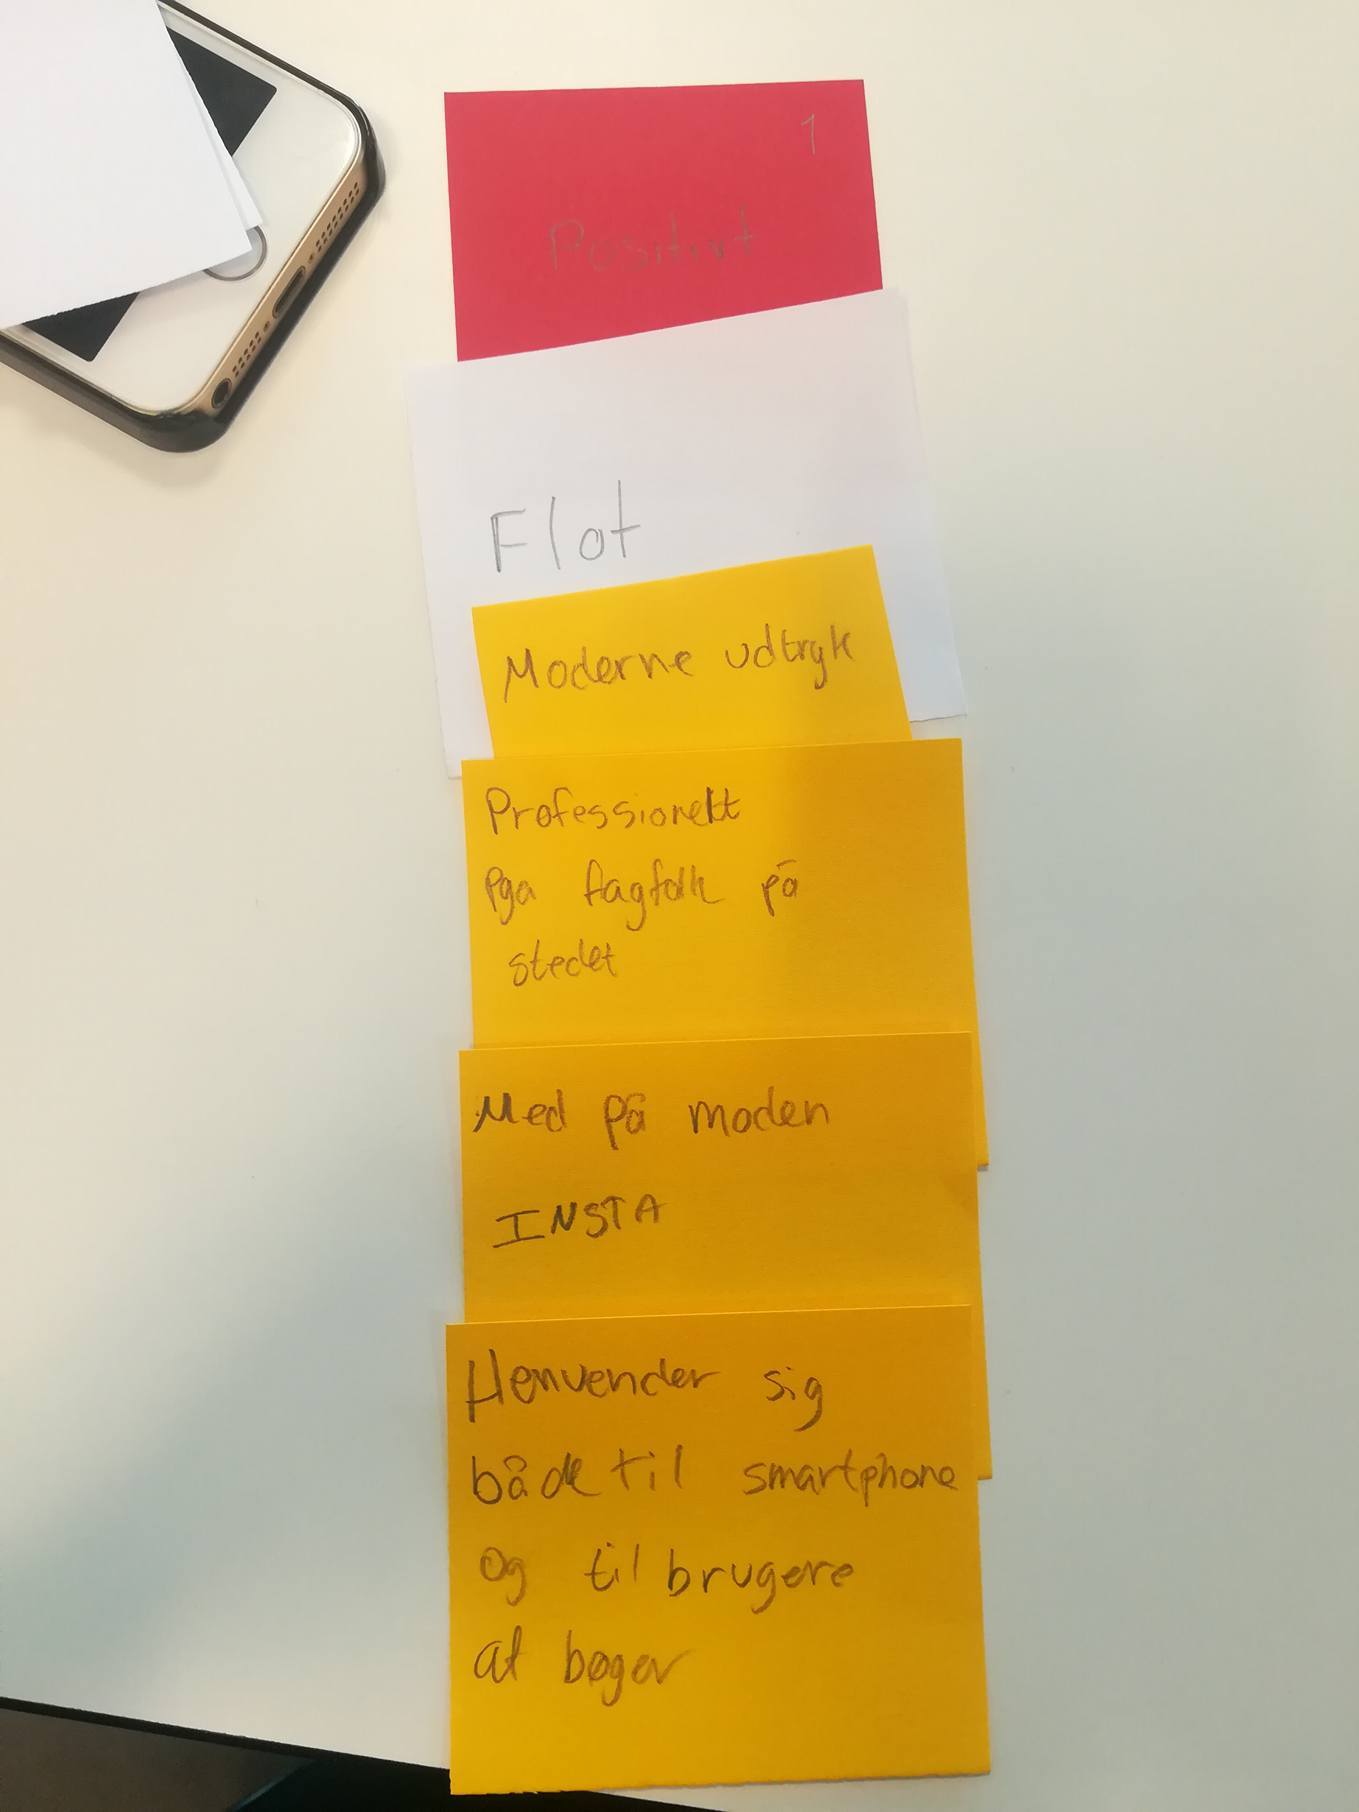 1
Positivt
Flot
Moderne udtryk
Professionelt
Pga fagfolk på
stedet
Med på moden
INSTA
Henvender sig
både til smartphone
og til brugere
af bøger